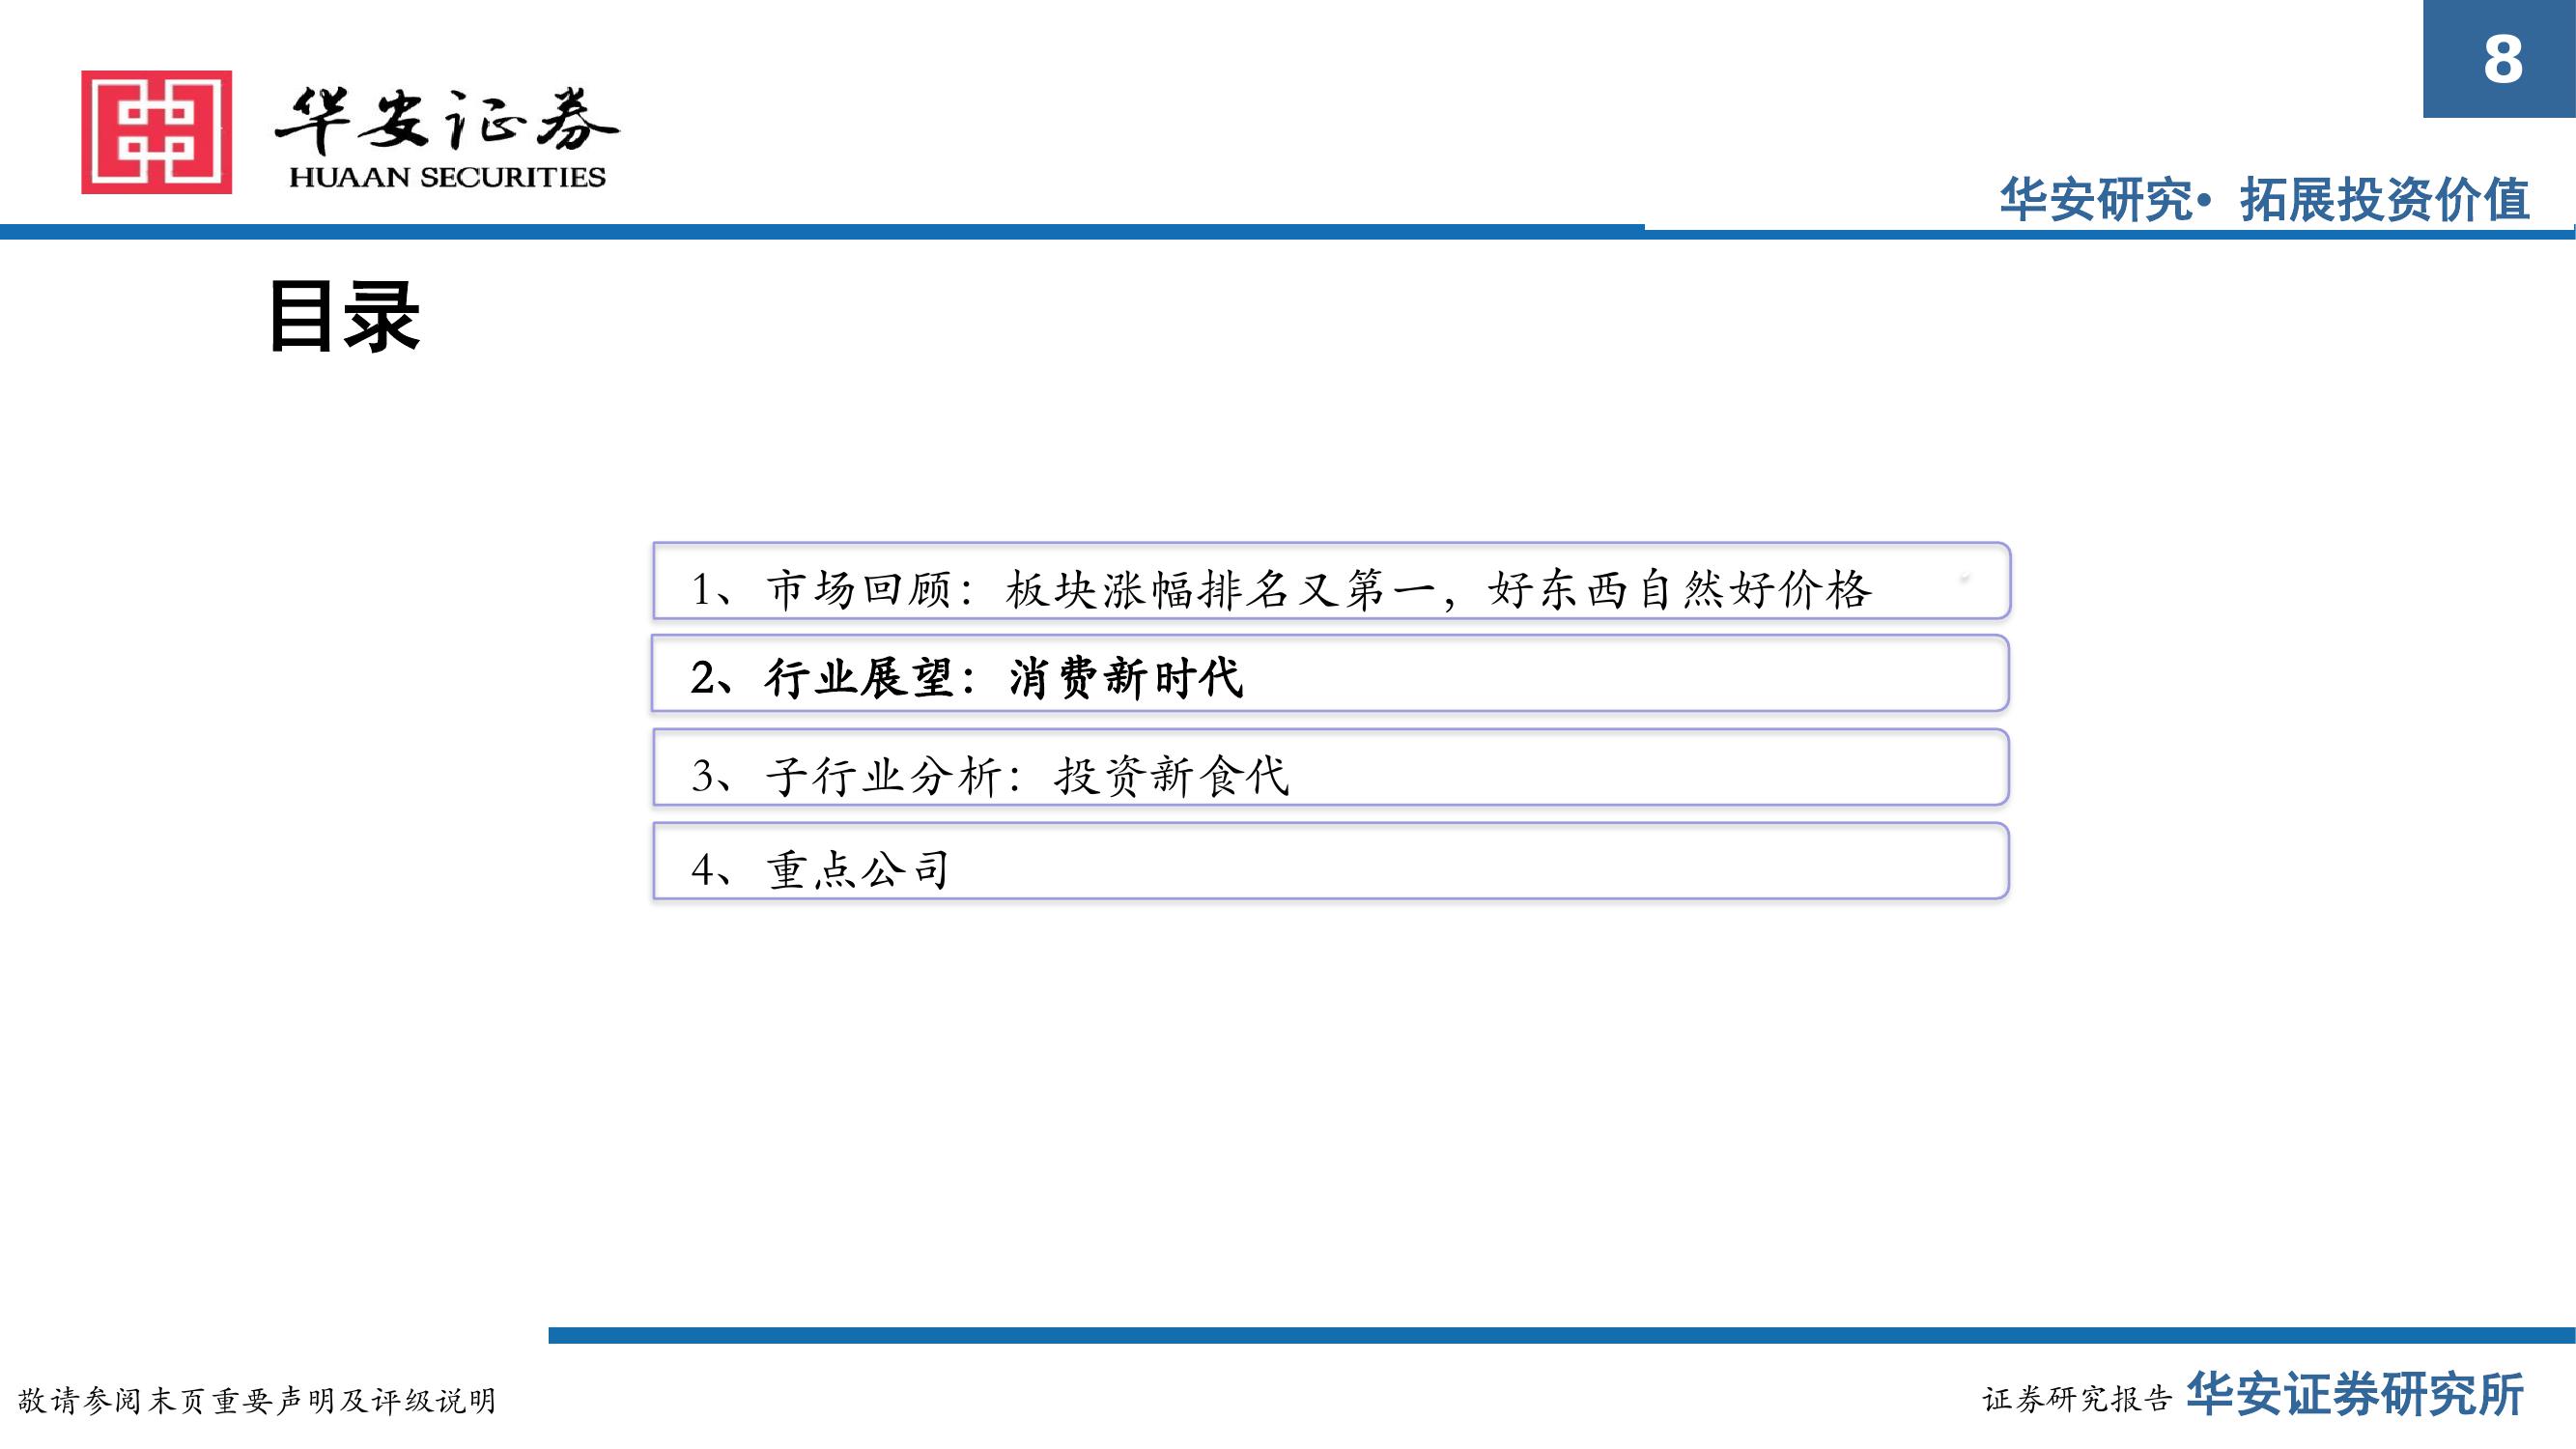 8
华安证券
HUAAN SECURITIES
华安研究• 拓展投资价值
目录
1、市场回顾：板块涨幅排名又第一，好东西自然好价格
2、行业展望：消费新时代
3、子行业分析：投资新食代
4、重点公司
敬请参阅末页重要声明及评级说明
证券研究报告 华安证券研究所